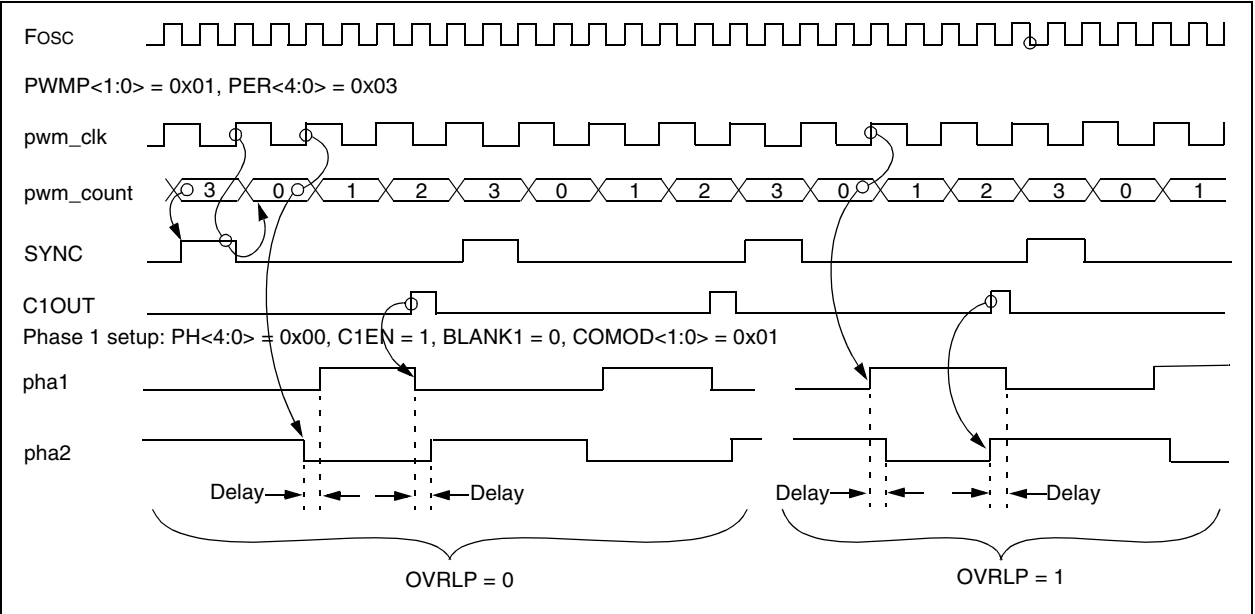 FOSC
PWMP<1:0> = 0x01, PER<4:0> = 0x03
pwm_clk
pwm_count 3 0 1 2 3 0 1 2 3 0 1 2 3 0 1
SYNC
C1OUT
Phase 1 setup: PH<4:0> = 0x00, C1EN = 1, BLANK1 = 0, COMOD<1:0> = 0x01
pha1
pha2
Delay Delay Delay Delay
OVRLP = 0 OVRLP = 1